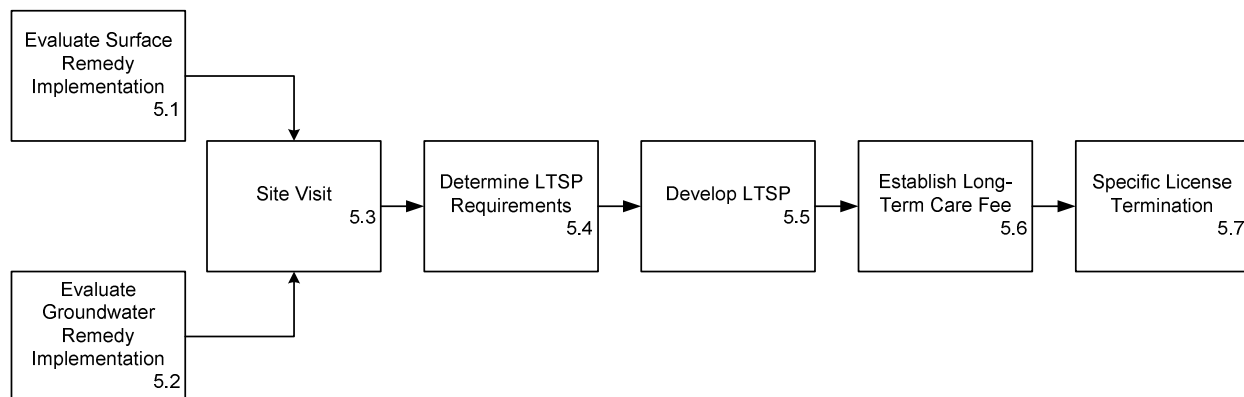 Evaluate Surface
Remedy
Implementation
5.1
Evaluate
Groundwater
Remedy
Implementation
5.2
Site Visit
5.3
Determine LTSP
Requirements
5.4
Develop LTSP
5.5
Establish Long-
Term Care Fee
5.6
Specific License
Termination
5.7